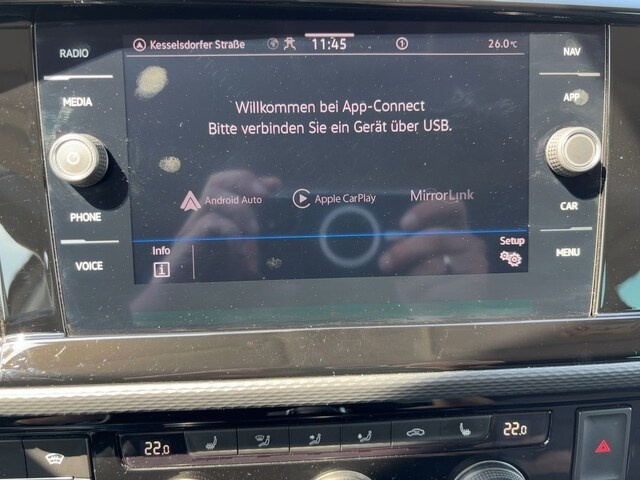 RADIO
MEDIA
PHONE
VOICE
Kesselsdorfer Straße 11:45 1 26.0°C
Willkommen bei App-Connect
Bitte verbinden Sie ein Gerät über USB.
Android Auto Apple CarPlay MirrorLink
Info Setup
i
NAV
APP
CAR
MENU
22.0 22.0